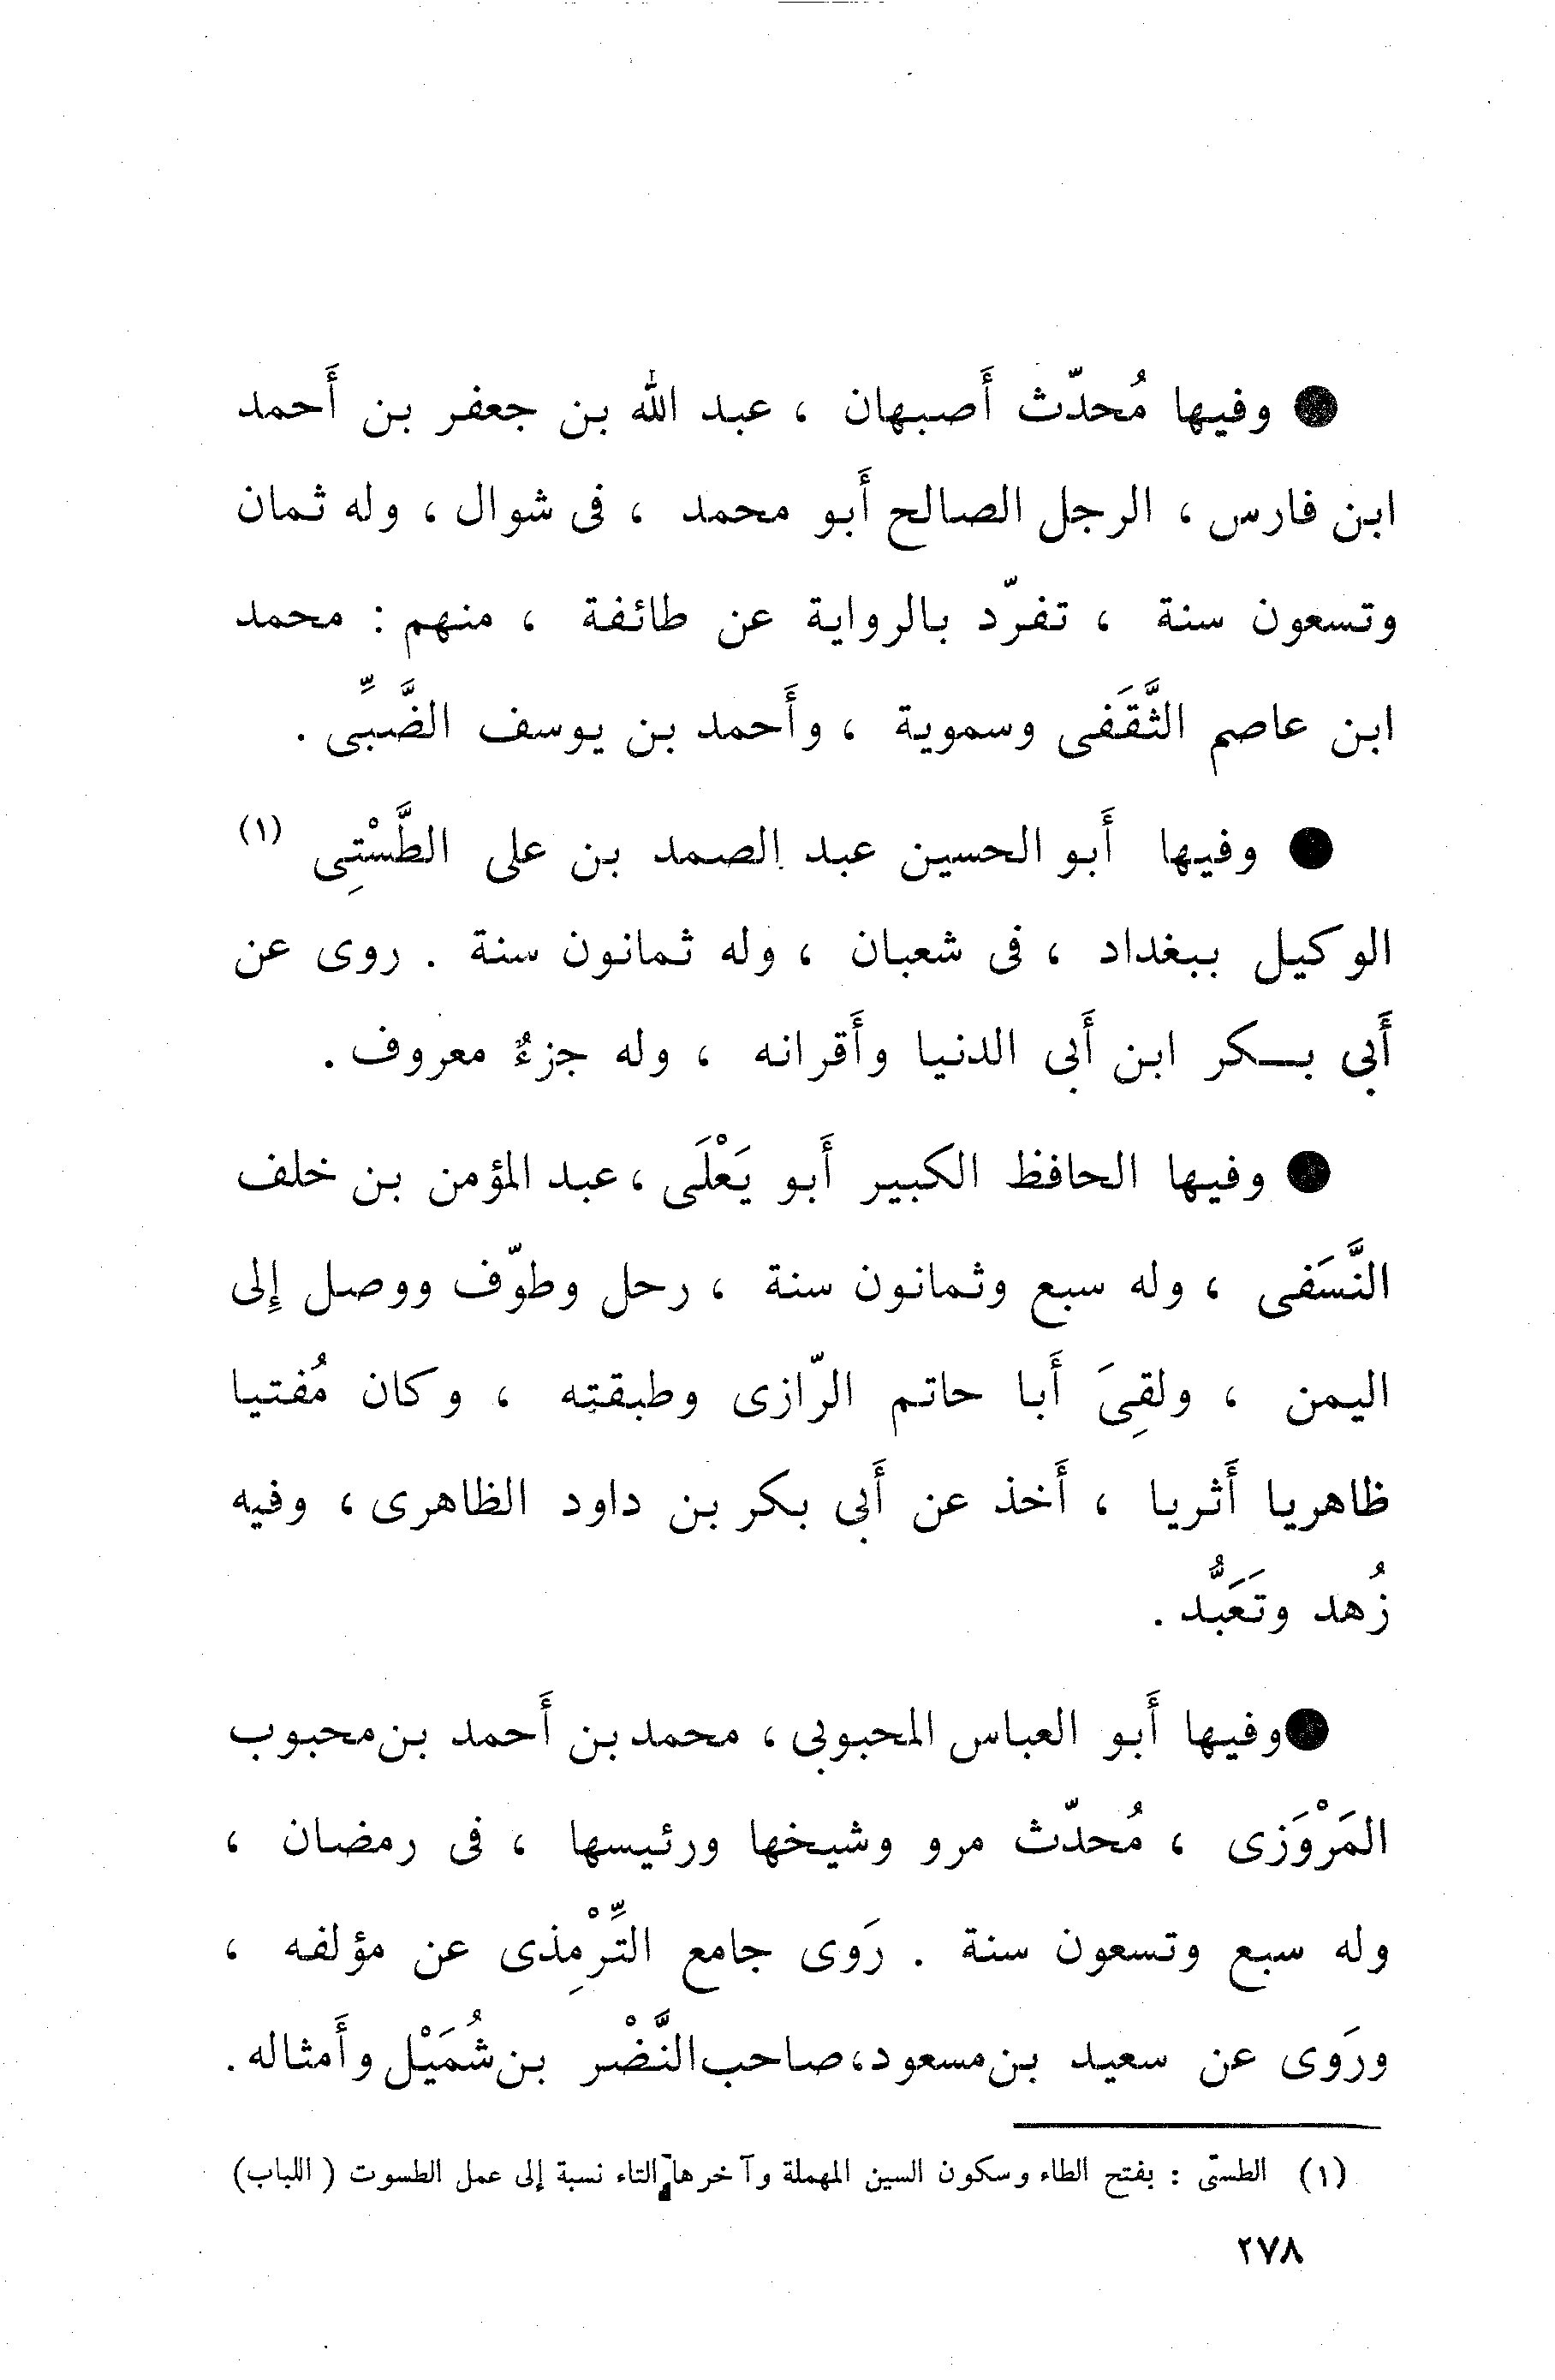 ● وفيها مُحدّث أَصبهان ، عبد الله بن جعفر بن أَحمد
ابن فارس ، الرجل الصالح أَبو محمد ، فى شوال ، وله ثمان
وتسعون سنة ، تفرّد بالرواية عن طائفة ، منهم : محمد
ابن عاصم الثَّقَفى وسموية ، وأَحمد بن يوسف الضَّبِّى .
● وفيها أَبو الحسين عبد الصمد بن على الطَّسْتِى (١)
الوكيل ببغداد ، فى شعبان ، وله ثمانون سنة . روى عن
أَبى بكر ابن أَبى الدنيا وأَقرانه ، وله جزءٌ معروف .
● وفيها الحافظ الكبير أَبو يَعْلَى ، عبد المؤمن بن خلف
النَّسَفى ، وله سبع وثمانون سنة ، رحل وطوّف ووصل إلى
اليمن ، ولقِىَ أَبا حاتم الرّازى وطبقته ، وكان مُفتيا
ظاهريا أَثريا ، أَخذ عن أَبى بكر بن داود الظاهرى ، وفيه
زُهد وتَعَبُّد .
● وفيها أَبو العباس المحبوبى ، محمد بن أَحمد بن محبوب
المَرْوَزى ، مُحدّث مرو وشيخها ورئيسها ، فى رمضان ،
وله سبع وتسعون سنة . رَوى جامع التِّرْمِذى عن مؤلفه ،
ورَوى عن سعيد بن مسعود ، صاحب النَّضْر بن شُمَيْل وأَمثاله .
(١) الطستى : بفتح الطاء وسكون السين المهملة وآخرها التاء نسبة إلى عمل الطسوت ( اللباب )
٢٧٨